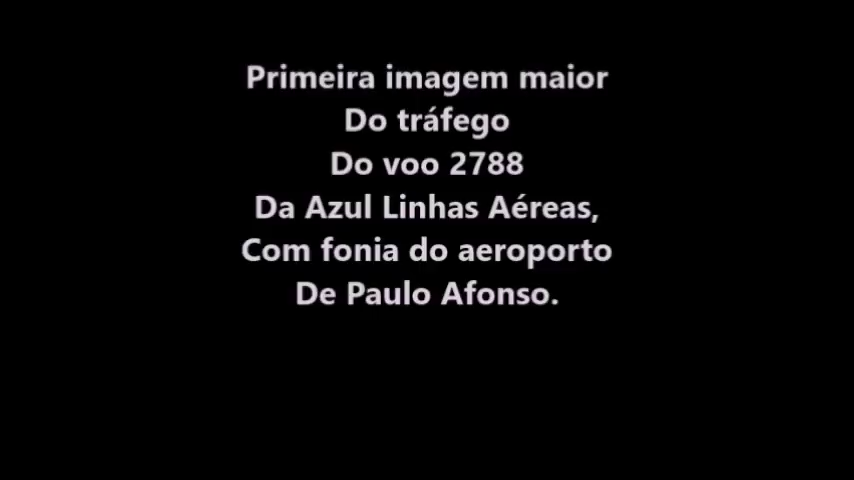 Primeira imagem maior
Do tráfego
Do voo 2788
Da Azul Linhas Aéreas,
Com fonia do aeroporto
De Paulo Afonso.